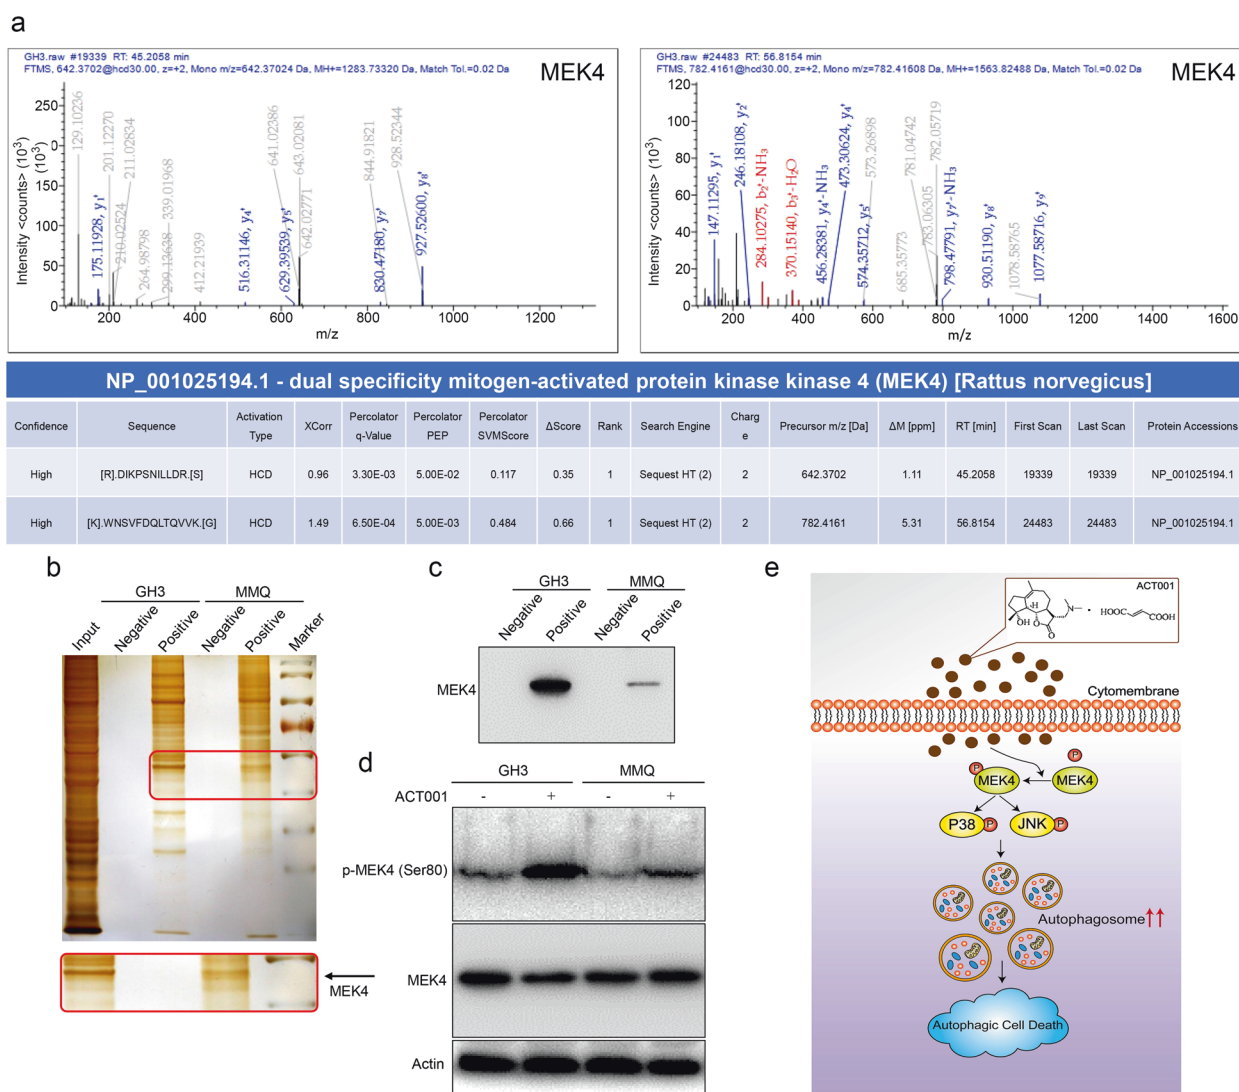 a
GH3.raw #19339 RT: 45.2058 min
FTMS, 642.3702@hcd30.00, z=+2, Mono m/z=642.37024 Da, MH+=1283.73320 Da, Match Tol.=0.02 Da
MEK4
Intensity <counts> (10³)
(10³)
250
0
150
100
50
0
129.10236
175.11928, y₁⁺
201.12270
210.02524
211.02834
264.98798
299.13638
339.01968
412.21939
516.31146, y₄⁺
629.39539, y₅⁺
641.02386
643.02081
642.02771
844.91821
830.47180, y₇⁺
928.52344
927.52600, y₈⁺
200
400
600
800
1000
1200
m/z
GH3.raw #24483 RT: 56.8154 min
FTMS, 782.4161@hcd30.00, z=+2, Mono m/z=782.41608 Da, MH+=1563.82488 Da, Match Tol.=0.02 Da
MEK4
Intensity <counts> (10³)
120
100
80
60
40
20
0
147.11295, y₁⁺
246.18108, y₂⁺
284.10275, b₂⁺-NH₃
370.15140, b₃⁺-H₂O
456.28381, y₄⁺-NH₃
473.30624, y₄⁺
574.35712, y₅⁺
573.26898
685.35773
781.04742
782.05719
783.06305
798.47791, y₇⁺-NH₃
930.51190, y₈⁺
1078.58765
1077.58716, y₉⁺
200
400
600
800
1000
1200
1400
1600
m/z
NP_001025194.1 - dual specificity mitogen-activated protein kinase kinase 4 (MEK4) [Rattus norvegicus]
Confidence Sequence Activation Type XCorr Percolator q-Value Percolator PEP Percolator SVMScore ΔScore Rank Search Engine Charg e Precursor m/z [Da] ΔM [ppm] RT [min] First Scan Last Scan Protein Accessions
High [R].DIKPSNILLDR.[S] HCD 0.96 3.30E-03 5.00E-02 0.117 0.35 1 Sequest HT (2) 2 642.3702 1.11 45.2058 19339 19339 NP_001025194.1
High [K].WNSVFDQLTQVVK.[G] HCD 1.49 6.50E-04 5.00E-03 0.484 0.66 1 Sequest HT (2) 2 782.4161 5.31 56.8154 24483 24483 NP_001025194.1
b
GH3 MMQ
Input Negative Positive Negative Positive Marker
MEK4
c
GH3 MMQ
Negative Positive Negative Positive
MEK4
d
GH3 MMQ
ACT001 - + - +
p-MEK4 (Ser80)
MEK4
Actin
e
ACT001
H
OH
O
O
N
HOOC
COOH
Cytomembrane
P
P
MEK4
MEK4
P38
P
JNK
P
Autophagosome
Autophagic Cell Death